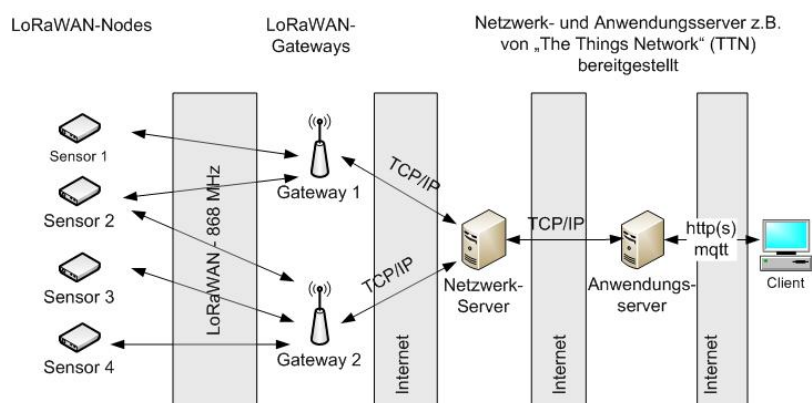 LoRaWAN-Nodes
LoRaWAN-
Gateways
Netzwerk- und Anwendungsserver z.B.
von „The Things Network“ (TTN)
bereitgestellt
Sensor 1
Sensor 2
Sensor 3
Sensor 4
LoRaWAN - 868 MHz
Gateway 1
Gateway 2
TCP/IP
TCP/IP
Internet
Netzwerk-
Server
TCP/IP
Internet
Anwendungs-
server
http(s)
mqtt
Internet
Client